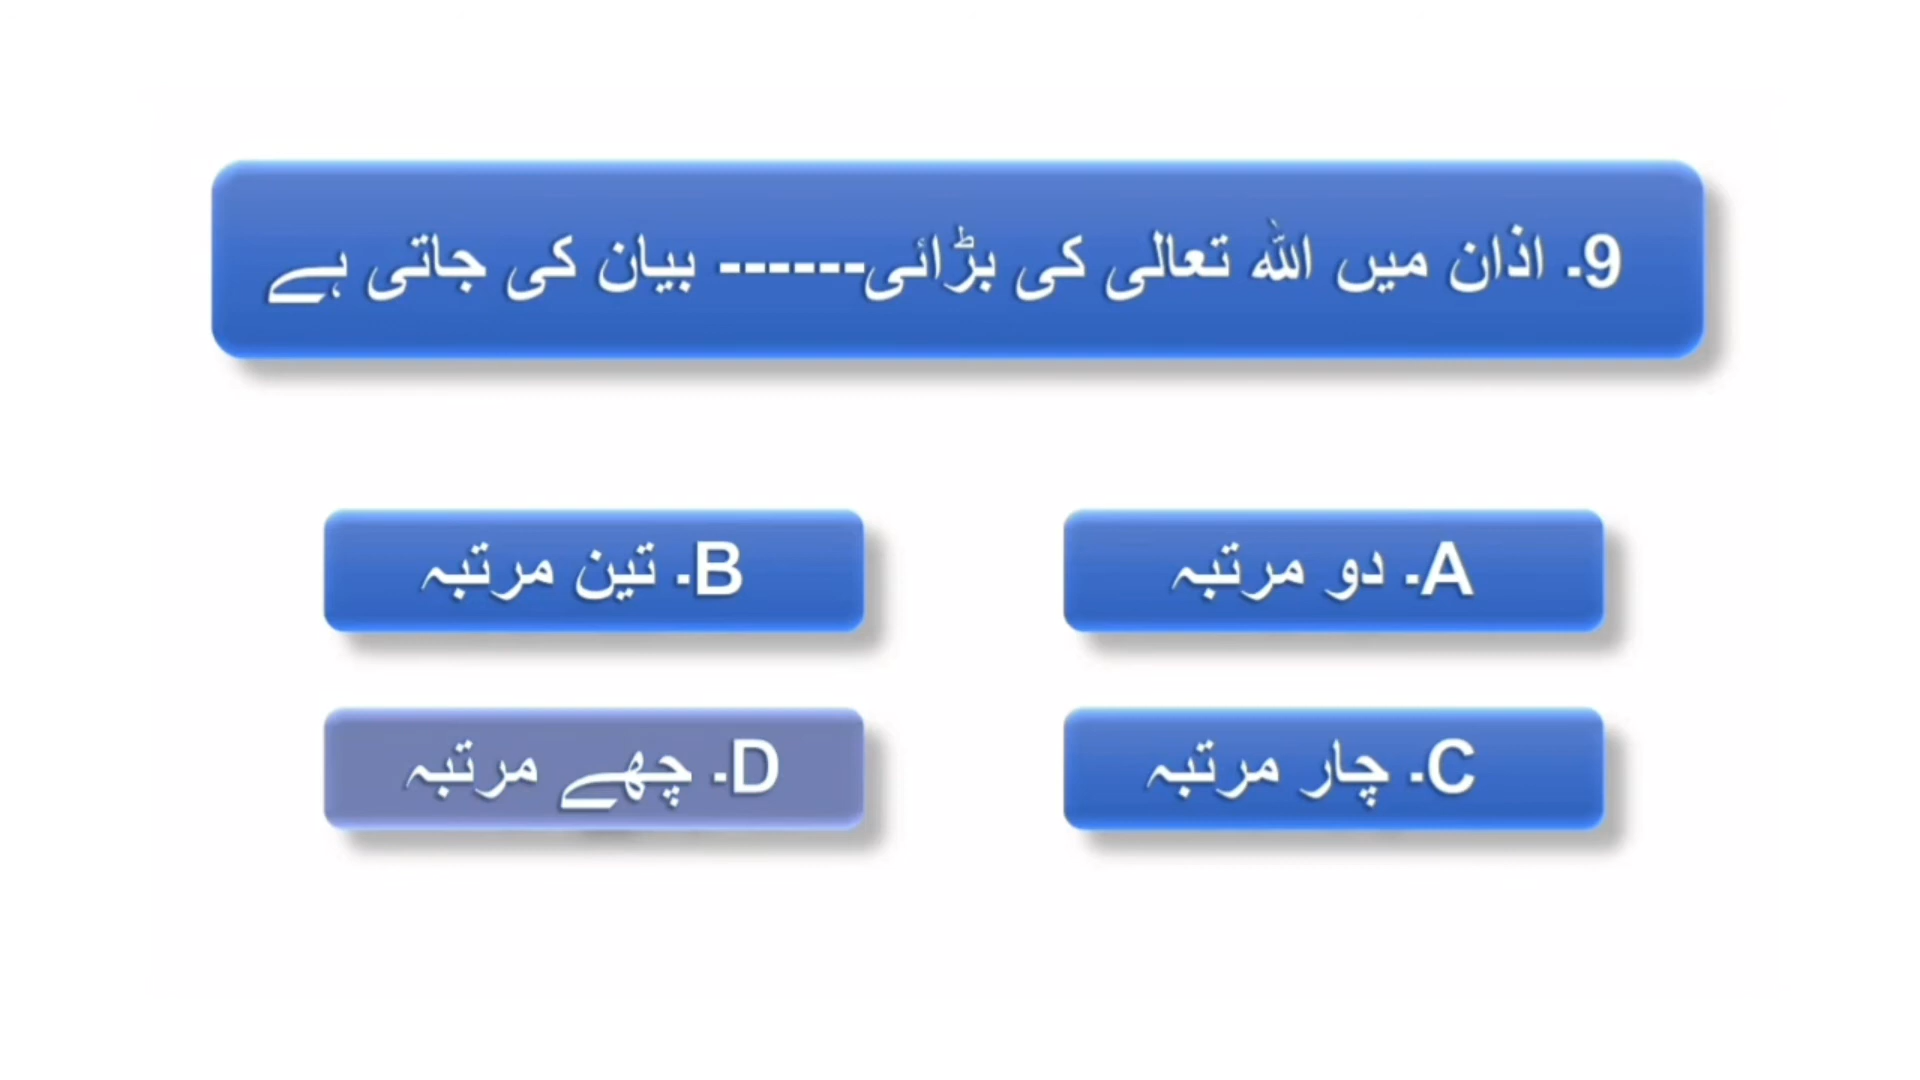 9۔ اذان میں اللہ تعالی کی بڑائی------ بیان کی جاتی ہے
A۔ دو مرتبہ
B۔ تین مرتبہ
C۔ چار مرتبہ
D۔ چھے مرتبہ